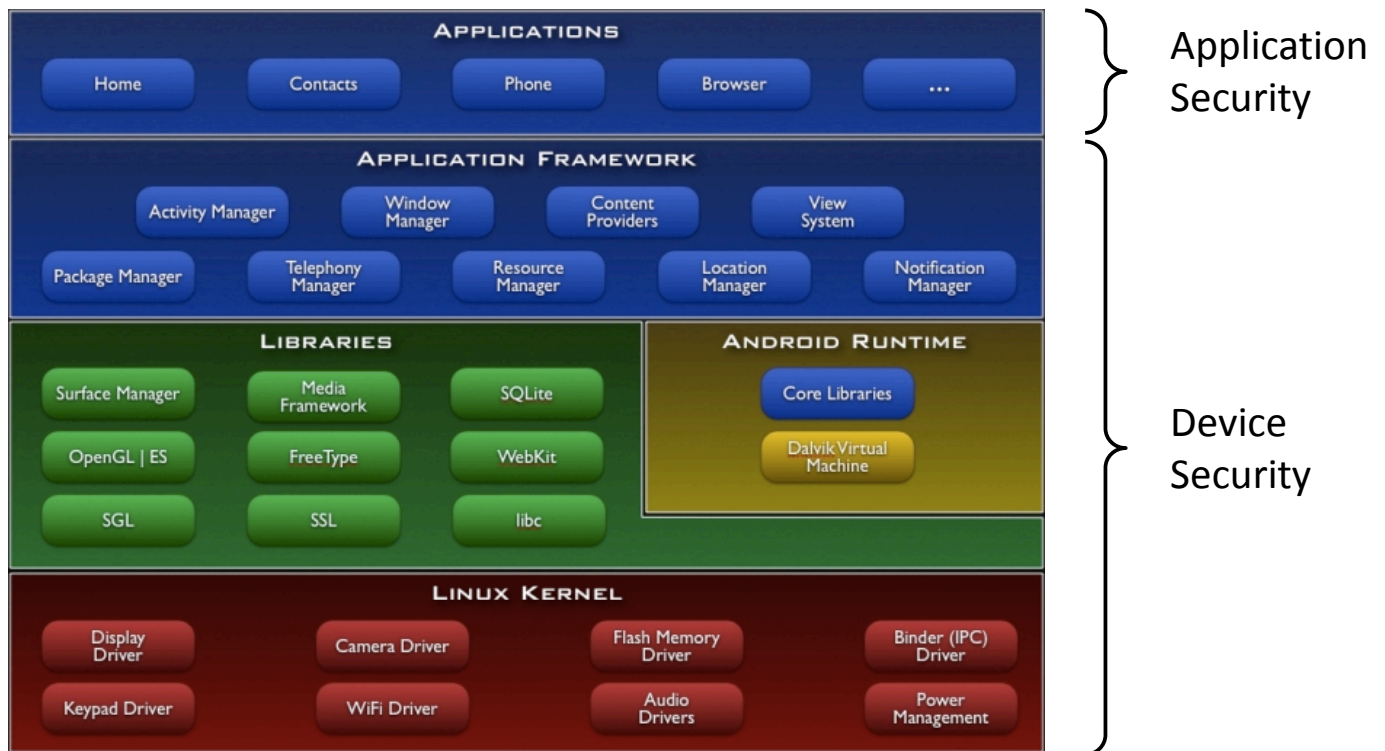 APPLICATIONS
Home
Contacts
Phone
Browser
...
Application
Security
APPLICATION FRAMEWORK
Activity Manager
Window
Manager
Content
Providers
View
System
Package Manager
Telephony
Manager
Resource
Manager
Location
Manager
Notification
Manager
LIBRARIES
Surface Manager
Media
Framework
SQLite
OpenGL | ES
FreeType
WebKit
SGL
SSL
libc
ANDROID RUNTIME
Core Libraries
Dalvik Virtual
Machine
Device
Security
LINUX KERNEL
Display
Driver
Camera Driver
Flash Memory
Driver
Binder (IPC)
Driver
Keypad Driver
WiFi Driver
Audio
Drivers
Power
Management